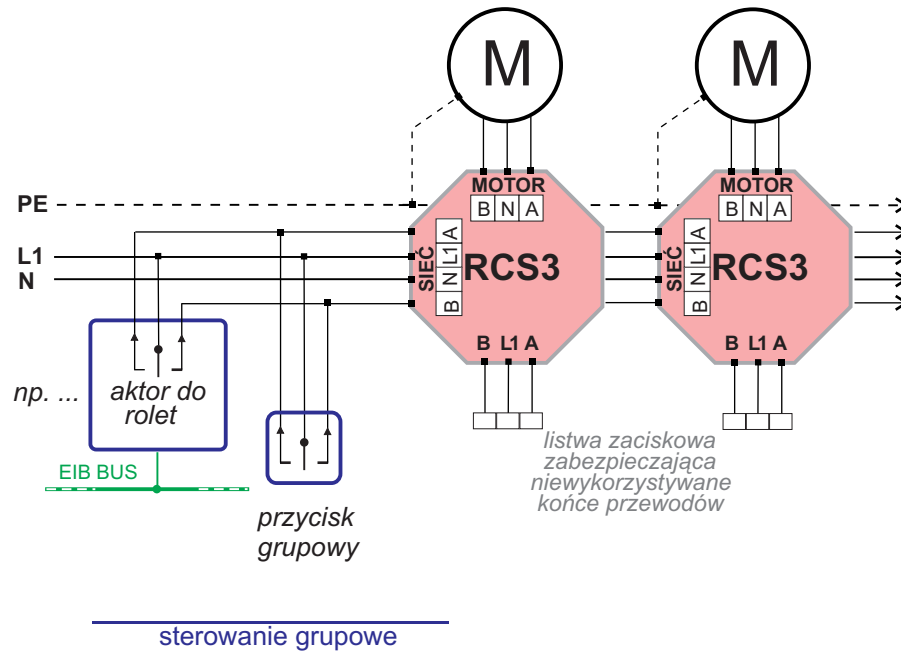 M M
PE
L1
N
MOTOR
B N A
SIEĆ
A
L1
N
B
RCS3
B L1 A
MOTOR
B N A
SIEĆ
A
L1
N
B
RCS3
B L1 A
np. ...
aktor do
rolet
EIB BUS
przycisk
grupowy
listwa zaciskowa
zabezpieczająca
niewykorzystywane
końce przewodów
sterowanie grupowe